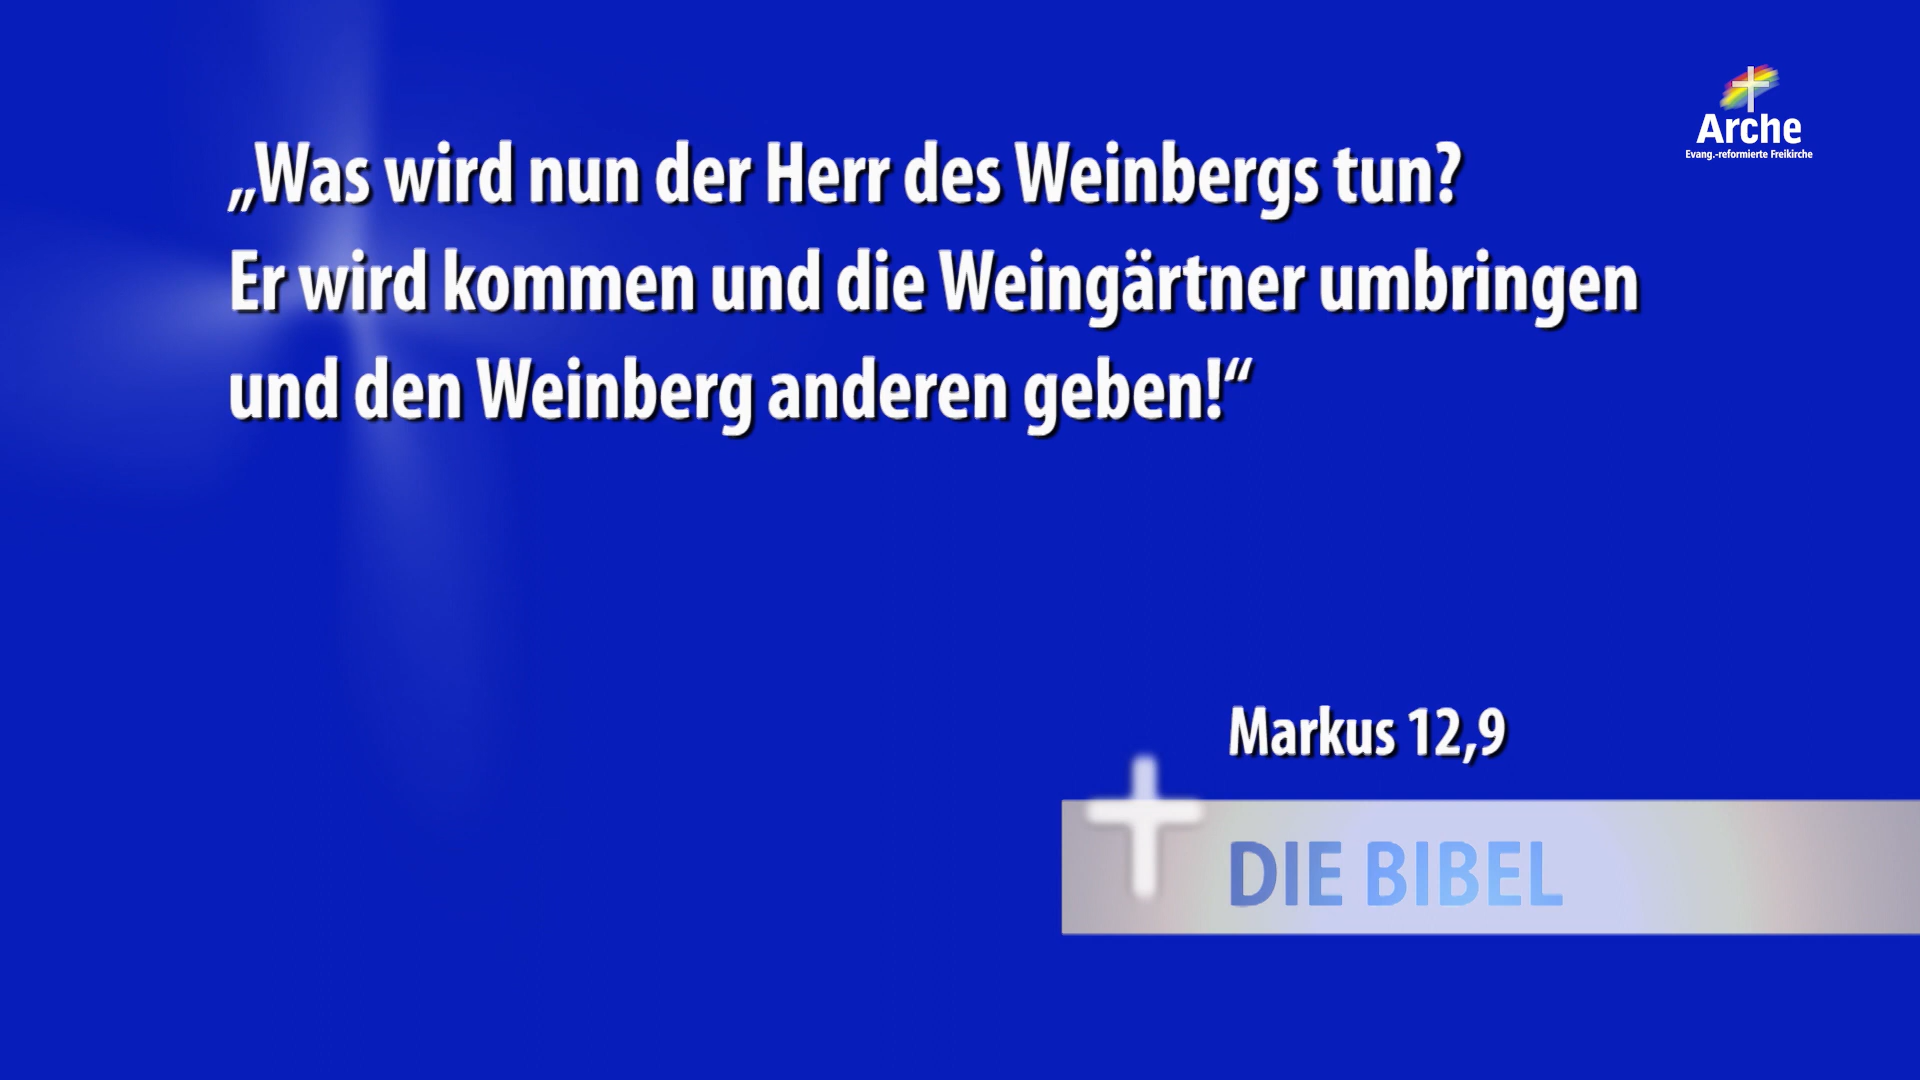 Arche
Evang.-reformierte Freikirche
„Was wird nun der Herr des Weinbergs tun?
Er wird kommen und die Weingärtner umbringen
und den Weinberg anderen geben!“
Markus 12,9
DIE BIBEL